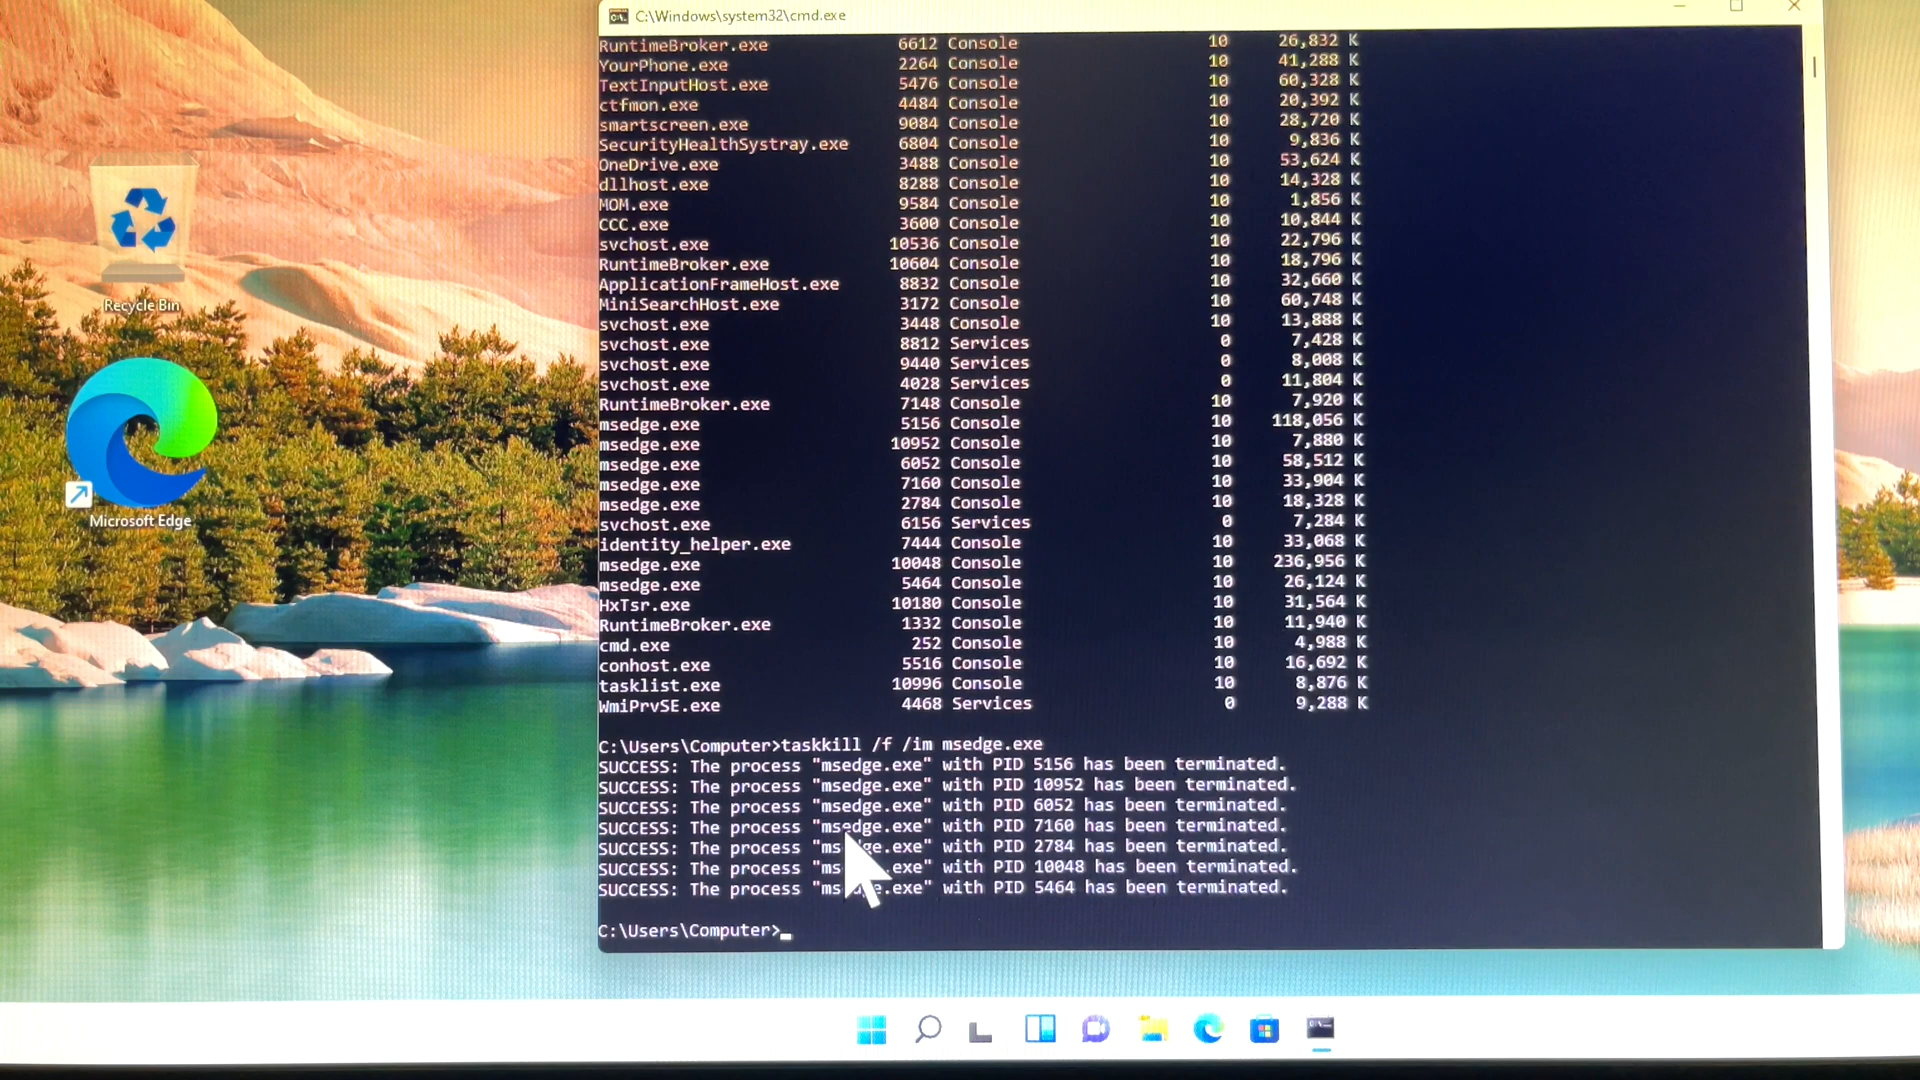 C:\Windows\system32\cmd.exe
RuntimeBroker.exe 6612 Console 10 26,832 K
YourPhone.exe 2264 Console 10 41,288 K
TextInputHost.exe 5476 Console 10 60,328 K
ctfmon.exe 4484 Console 10 20,392 K
smartscreen.exe 9084 Console 10 28,720 K
SecurityHealthSystray.exe 6804 Console 10 9,836 K
OneDrive.exe 3488 Console 10 53,624 K
dllhost.exe 8288 Console 10 14,328 K
MOM.exe 9584 Console 10 1,856 K
CCC.exe 3600 Console 10 10,844 K
svchost.exe 10536 Console 10 22,796 K
RuntimeBroker.exe 10604 Console 10 18,796 K
ApplicationFrameHost.exe 8832 Console 10 32,660 K
MiniSearchHost.exe 3172 Console 10 60,748 K
svchost.exe 3448 Console 10 13,888 K
svchost.exe 8812 Services 0 7,428 K
svchost.exe 9440 Services 0 8,008 K
svchost.exe 4028 Services 0 11,804 K
RuntimeBroker.exe 7148 Console 10 7,920 K
msedge.exe 5156 Console 10 118,056 K
msedge.exe 10952 Console 10 7,880 K
msedge.exe 6052 Console 10 58,512 K
msedge.exe 7160 Console 10 33,904 K
msedge.exe 2784 Console 10 18,328 K
svchost.exe 6156 Services 0 7,284 K
identity_helper.exe 7444 Console 10 33,068 K
msedge.exe 10048 Console 10 236,956 K
msedge.exe 5464 Console 10 26,124 K
HxTsr.exe 10180 Console 10 31,564 K
RuntimeBroker.exe 1332 Console 10 11,940 K
cmd.exe 252 Console 10 4,988 K
conhost.exe 5516 Console 10 16,692 K
tasklist.exe 10996 Console 10 8,876 K
WmiPrvSE.exe 4468 Services 0 9,288 K
C:\Users\Computer>taskkill /f /im msedge.exe
SUCCESS: The process "msedge.exe" with PID 5156 has been terminated.
SUCCESS: The process "msedge.exe" with PID 10952 has been terminated.
SUCCESS: The process "msedge.exe" with PID 6052 has been terminated.
SUCCESS: The process "msedge.exe" with PID 7160 has been terminated.
SUCCESS: The process "msedge.exe" with PID 2784 has been terminated.
SUCCESS: The process "msedge.exe" with PID 10048 has been terminated.
SUCCESS: The process "msedge.exe" with PID 5464 has been terminated.
C:\Users\Computer>_
Recycle Bin
Microsoft Edge